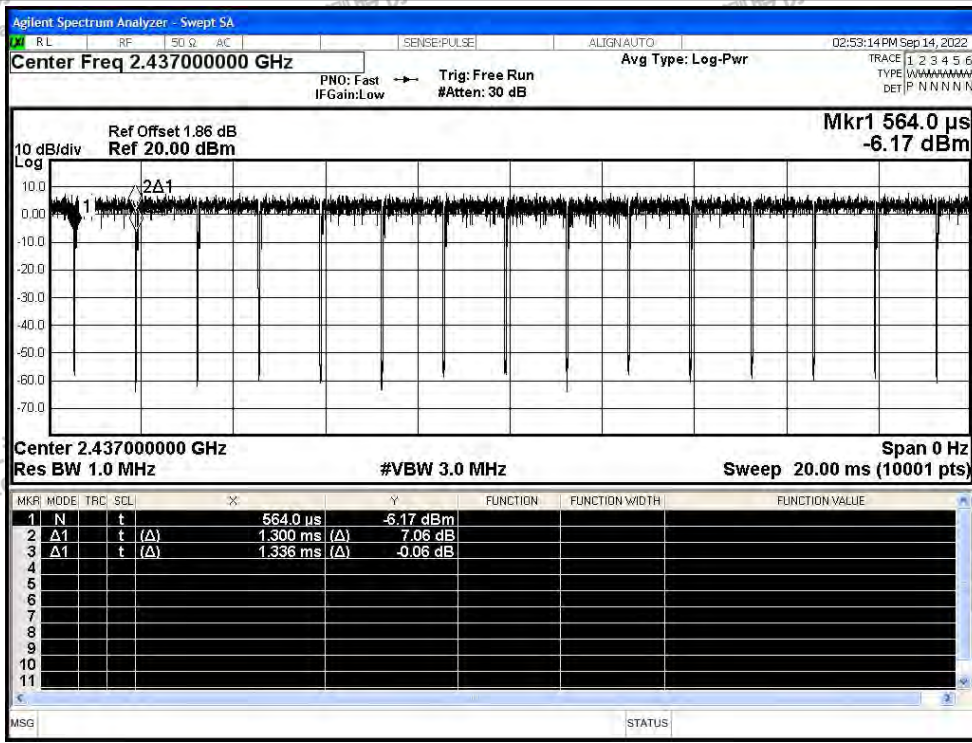 Agilent Spectrum Analyzer - Swept SA
RL RF 50 Ω AC SENSE:PULSE ALIGN AUTO 02:53:14 PM Sep 14, 2022
Center Freq 2.437000000 GHz
PNO: Fast
IFGain:Low
Trig: Free Run
#Atten: 30 dB
Avg Type: Log-Pwr
TRACE 1 2 3 4 5 6
TYPE WWWWWW
DET P N N N N N
Mkr1 564.0 µs
-6.17 dBm
Ref Offset 1.86 dB
10 dB/div Ref 20.00 dBm
Log
10.0
0.00
-10.0
-20.0
-30.0
-40.0
-50.0
-60.0
-70.0
1
2Δ1
Center 2.437000000 GHz Span 0 Hz
Res BW 1.0 MHz #VBW 3.0 MHz Sweep 20.00 ms (10001 pts)
MKR MODE TRC SCL X Y FUNCTION FUNCTION WIDTH FUNCTION VALUE
1 N t 564.0 µs -6.17 dBm
2 Δ1 t (Δ) 1.300 ms (Δ) 7.06 dB
3 Δ1 t (Δ) 1.336 ms (Δ) -0.06 dB
4
5
6
7
8
9
10
11
MSG STATUS